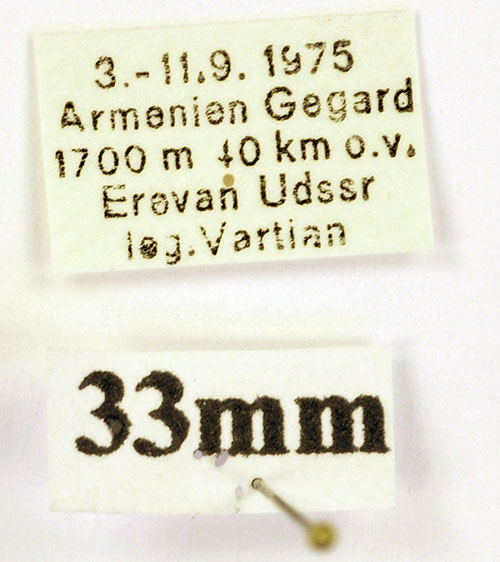 3.-11.9. 1975
Armenien Gegard
1700 m 40 km o.v.
Erevan Udssr
leg. Vartian
33mm